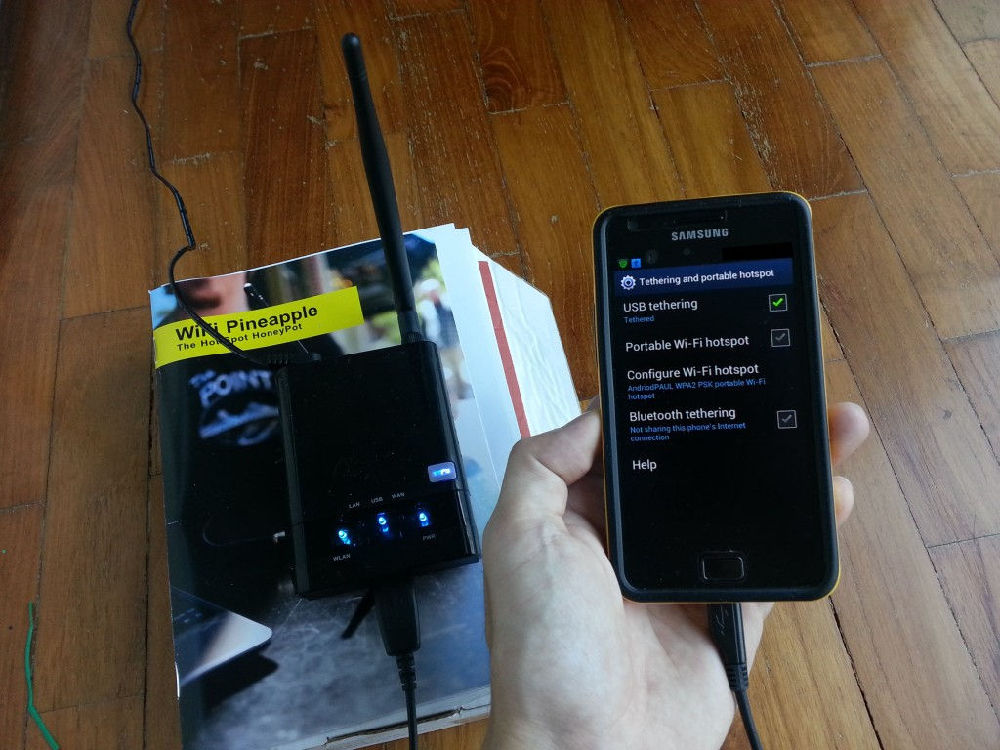 WiFi Pineapple
The HotSpot HoneyPot
THE
POINT
LAN USB WAN
WLAN
PWR
SAMSUNG
Tethering and portable hotspot
USB tethering
Tethered
Portable Wi-Fi hotspot
Configure Wi-Fi hotspot
AndriodPAUL WPA2 PSK portable Wi-Fi
hotspot
Bluetooth tethering
Not sharing this phone's Internet
connection
Help